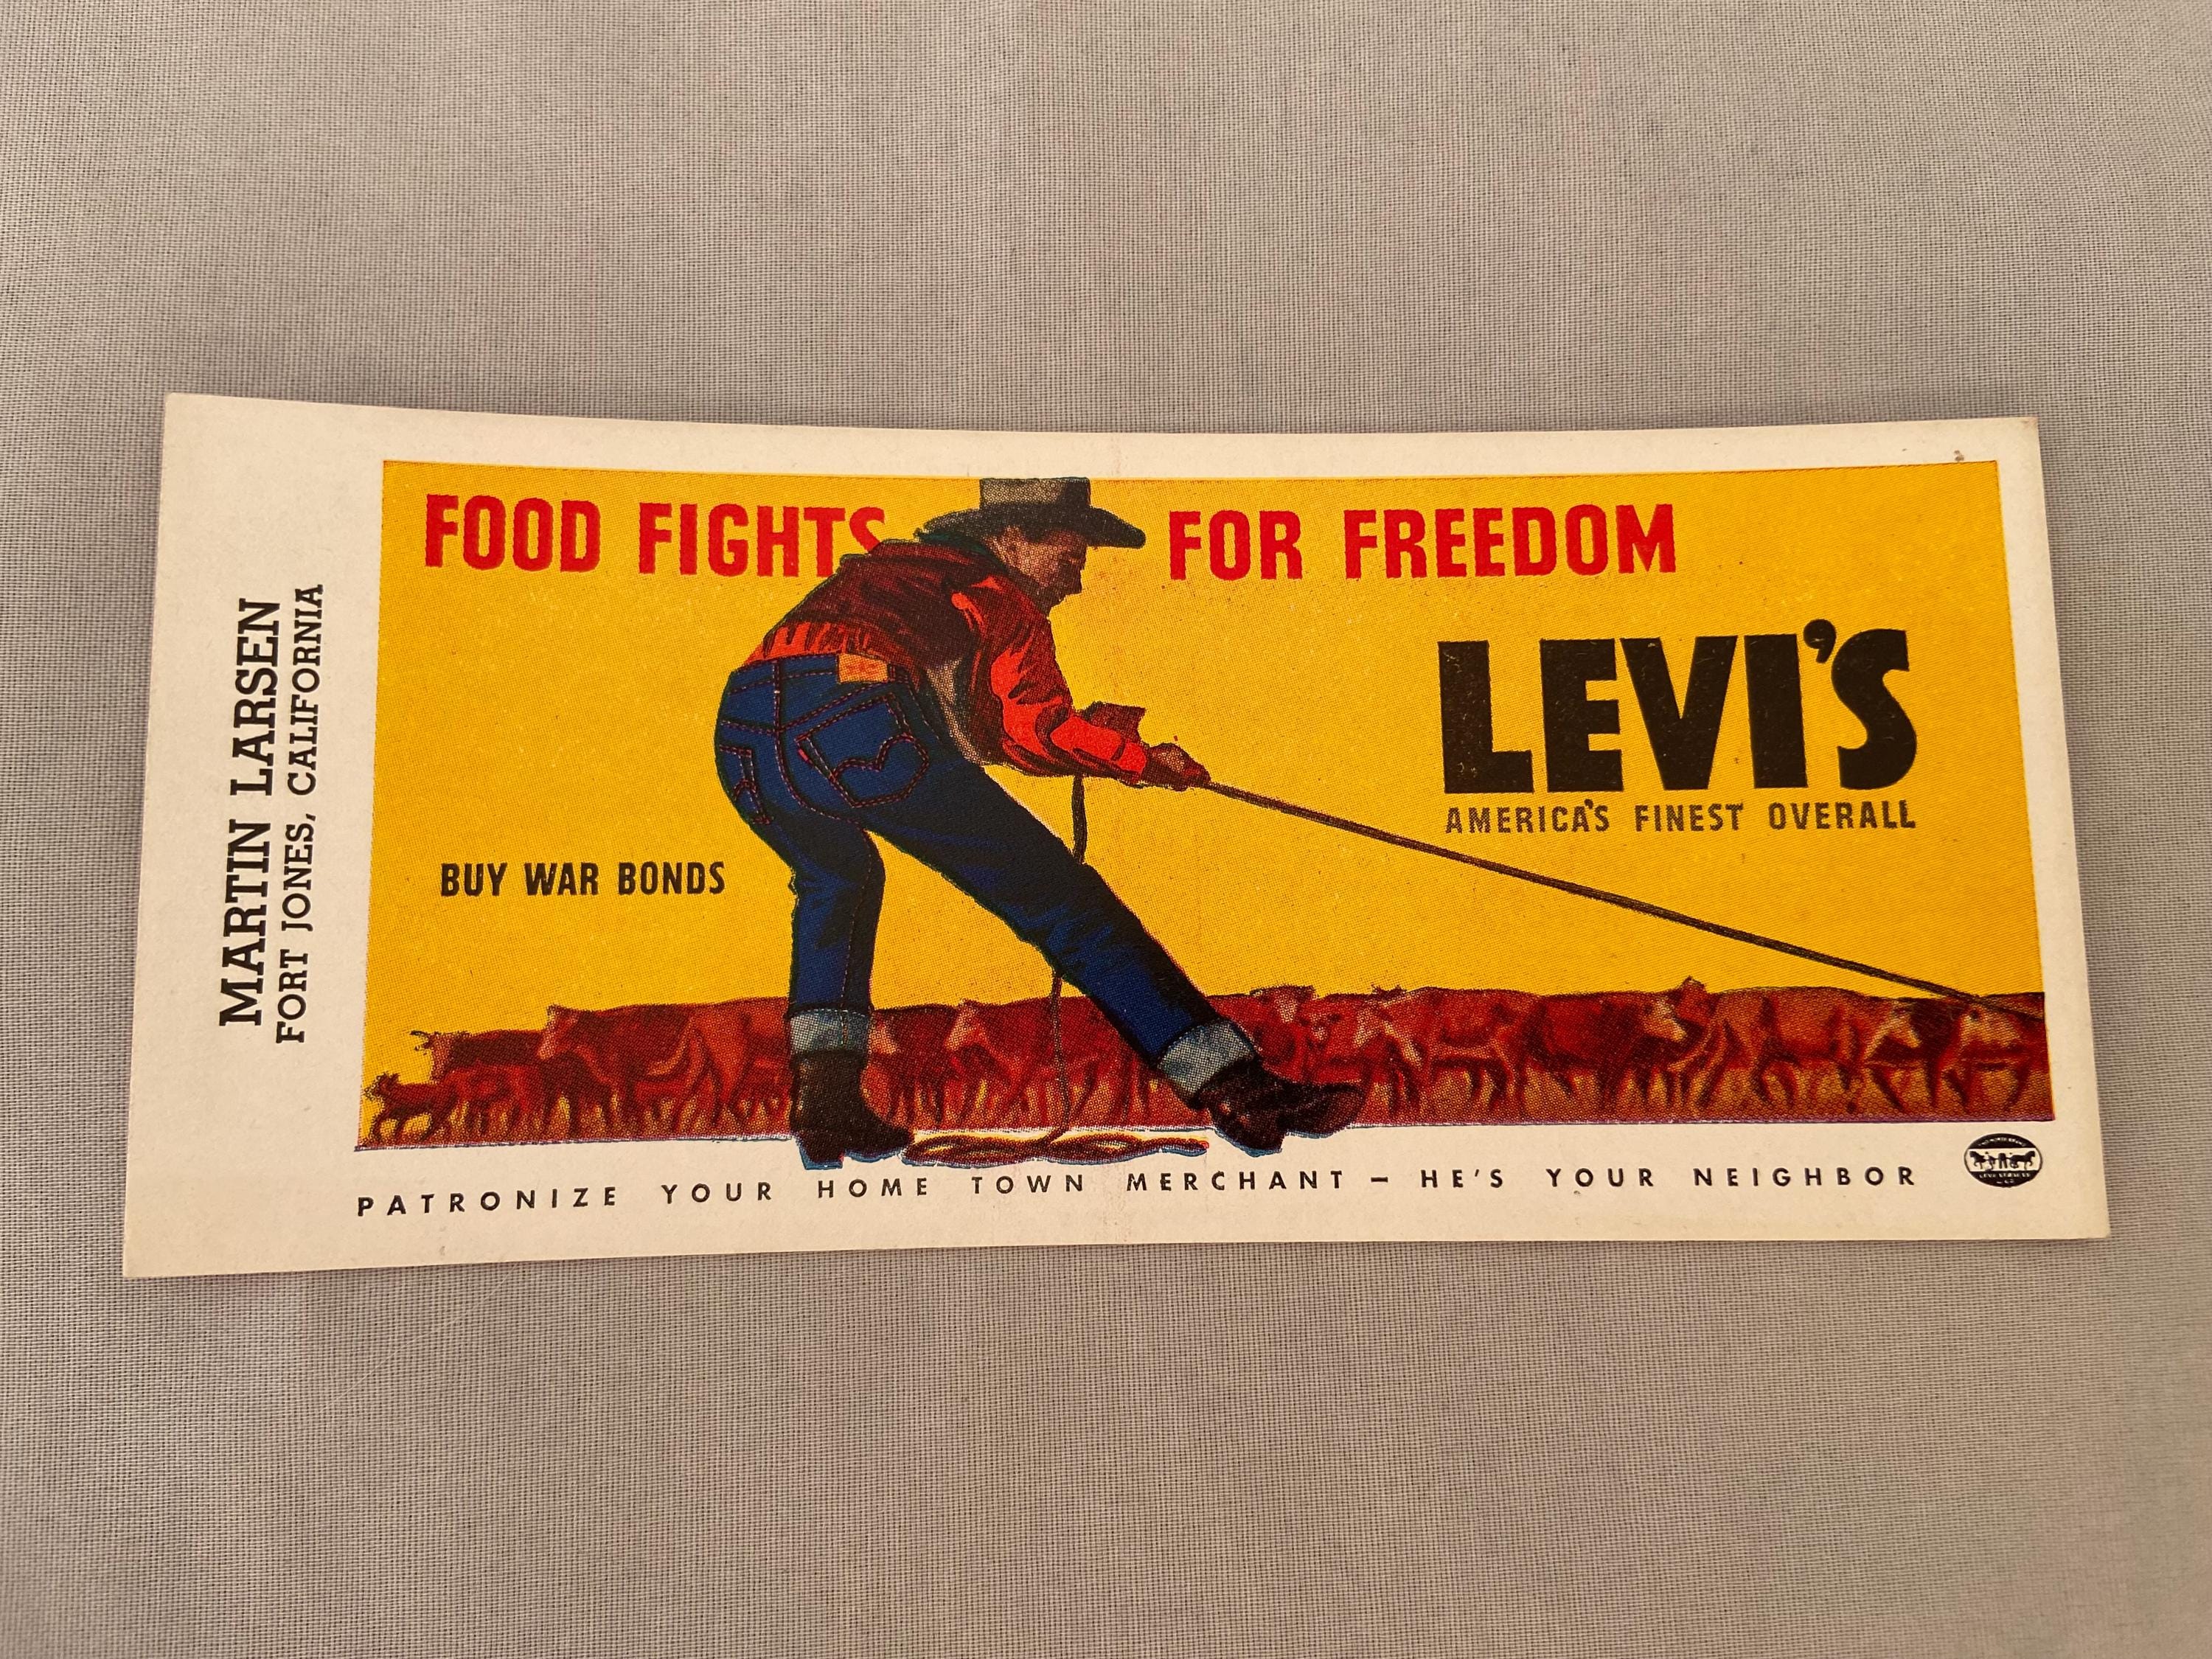 MARTIN LARSEN
FORT JONES, CALIFORNIA
FOOD FIGHTS FOR FREEDOM
LEVI'S
AMERICA'S FINEST OVERALL
BUY WAR BONDS
PATRONIZE YOUR HOME TOWN MERCHANT — HE'S YOUR NEIGHBOR